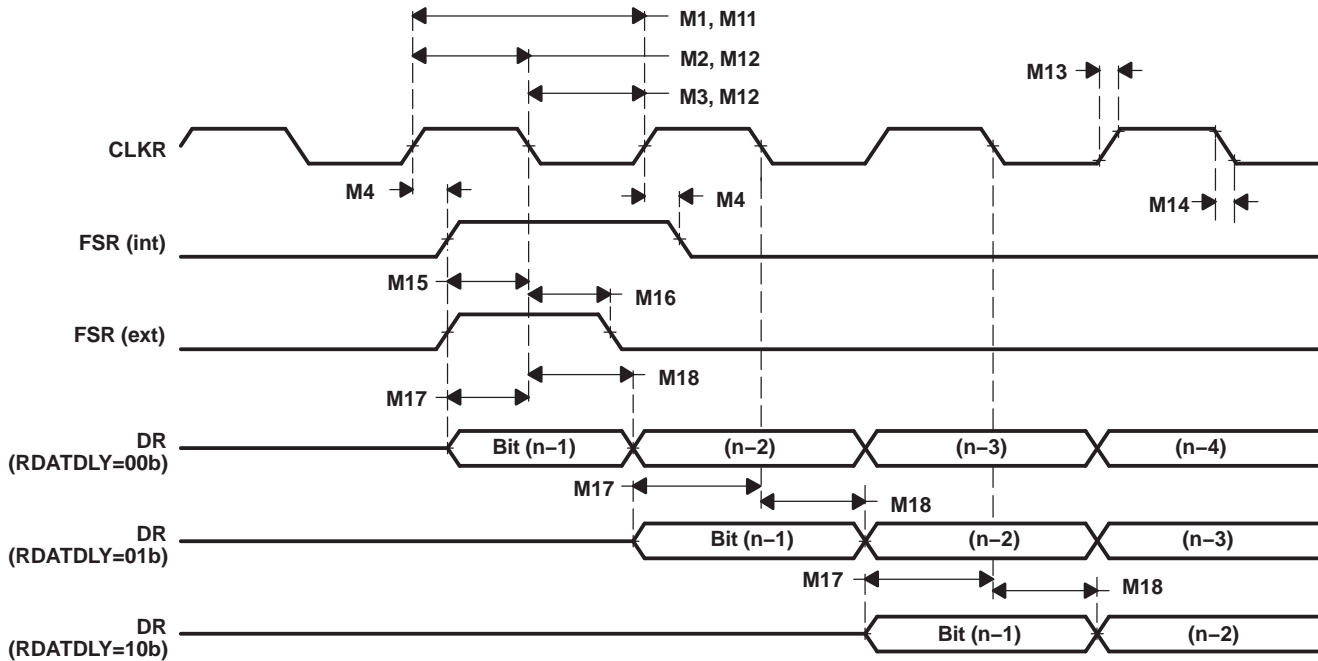 M1, M11
M2, M12
M3, M12
M13
CLKR
M4
M4
M14
FSR (int)
M15
M16
FSR (ext)
M17
M18
DR
(RDATDLY=00b)
Bit (n–1)
(n–2)
(n–3)
(n–4)
M17
M18
DR
(RDATDLY=01b)
Bit (n–1)
(n–2)
(n–3)
M17
M18
DR
(RDATDLY=10b)
Bit (n–1)
(n–2)